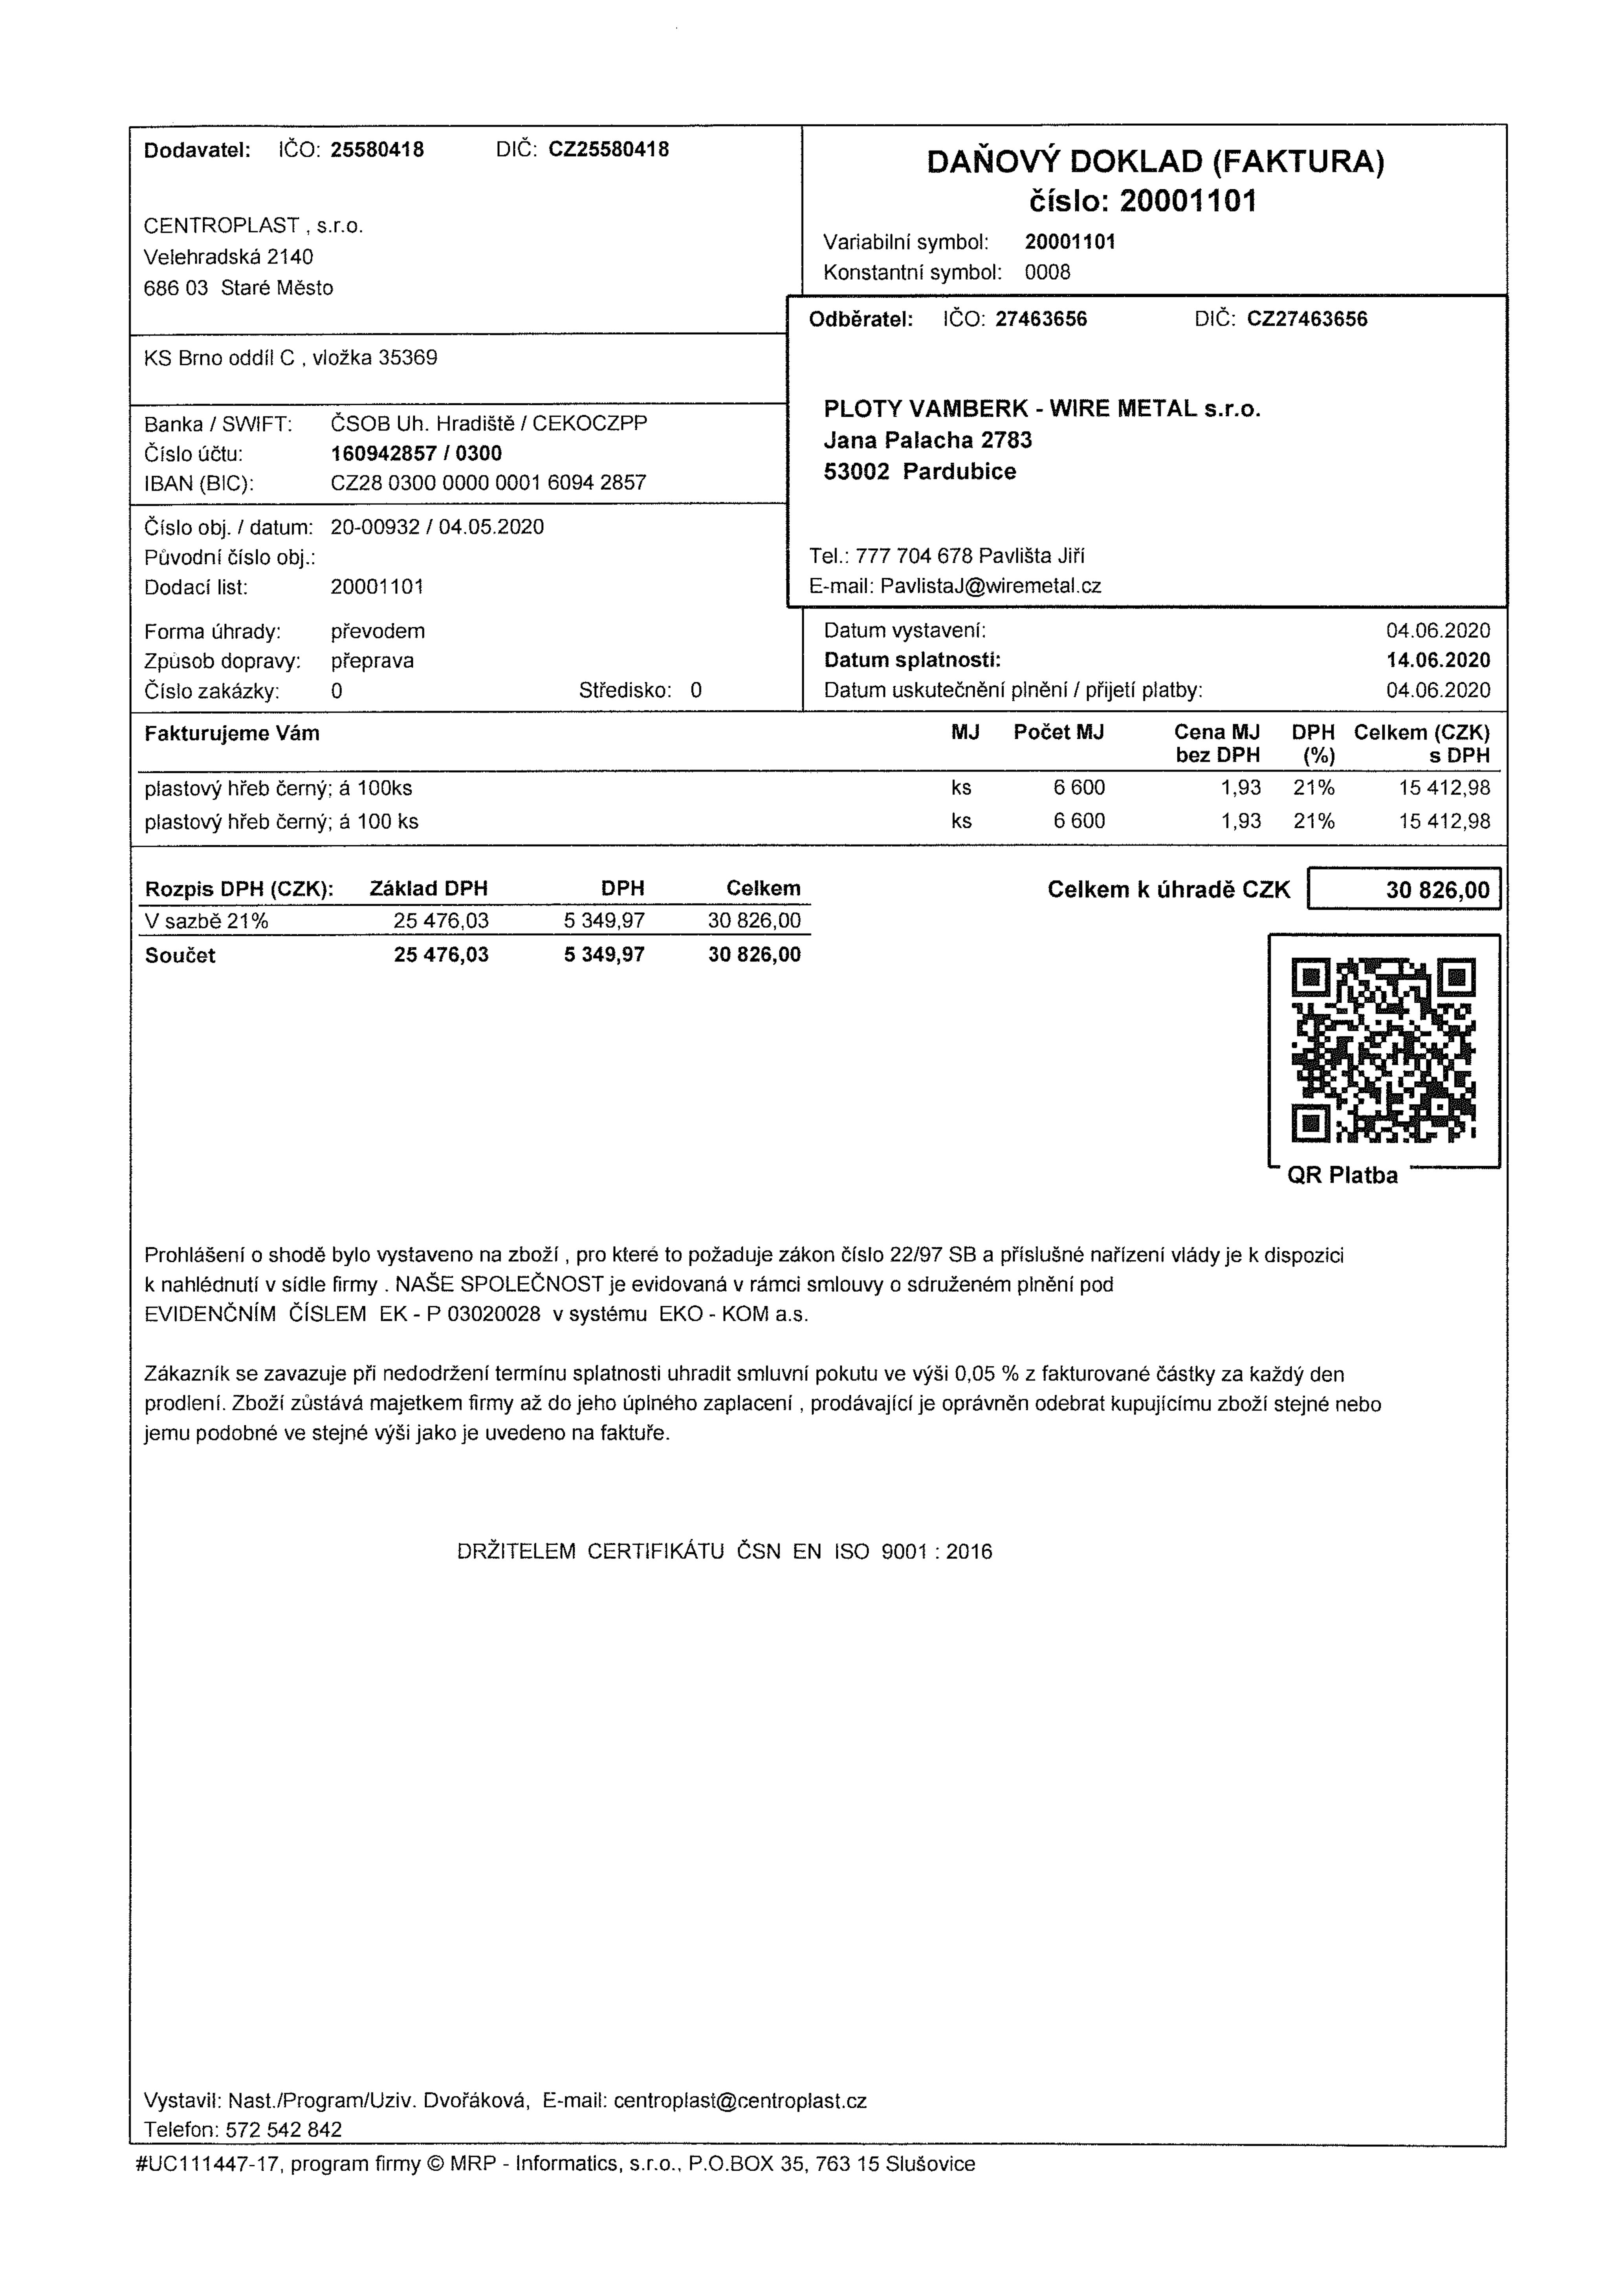 Dodavatel: IČO: 25580418 DIČ: CZ25580418
CENTROPLAST , s.r.o.
Velehradská 2140
686 03 Staré Město
KS Brno oddíl C , vložka 35369
Banka / SWIFT: ČSOB Uh. Hradiště / CEKOCZPP
Číslo účtu: 160942857 / 0300
IBAN (BIC): CZ28 0300 0000 0001 6094 2857
Číslo obj. / datum: 20-00932 / 04.05.2020
Původní číslo obj.:
Dodací list: 20001101
Forma úhrady: převodem
Způsob dopravy: přeprava
Číslo zakázky: 0 Středisko: 0
DAŇOVÝ DOKLAD (FAKTURA)
číslo: 20001101
Variabilní symbol: 20001101
Konstantní symbol: 0008
Odběratel: IČO: 27463656 DIČ: CZ27463656
PLOTY VAMBERK - WIRE METAL s.r.o.
Jana Palacha 2783
53002 Pardubice
Tel.: 777 704 678 Pavlišta Jiří
E-mail: PavlistaJ@wiremetal.cz
Datum vystavení: 04.06.2020
Datum splatnosti: 14.06.2020
Datum uskutečnění plnění / přijetí platby: 04.06.2020
Fakturujeme Vám MJ Počet MJ Cena MJ DPH Celkem (CZK)
bez DPH (%) s DPH
plastový hřeb černý; á 100ks ks 6 600 1,93 21% 15 412,98
plastový hřeb černý; á 100 ks ks 6 600 1,93 21% 15 412,98
Rozpis DPH (CZK): Základ DPH DPH Celkem
V sazbě 21% 25 476,03 5 349,97 30 826,00
Součet 25 476,03 5 349,97 30 826,00
Celkem k úhradě CZK 30 826,00
QR Platba
Prohlášení o shodě bylo vystaveno na zboží , pro které to požaduje zákon číslo 22/97 SB a příslušné nařízení vlády je k dispozici
k nahlédnutí v sídle firmy . NAŠE SPOLEČNOST je evidovaná v rámci smlouvy o sdruženém plnění pod
EVIDENČNÍM ČÍSLEM EK - P 03020028 v systému EKO - KOM a.s.
Zákazník se zavazuje při nedodržení termínu splatnosti uhradit smluvní pokutu ve výši 0,05 % z fakturované částky za každý den
prodlení. Zboží zůstává majetkem firmy až do jeho úplného zaplacení , prodávající je oprávněn odebrat kupujícímu zboží stejné nebo
jemu podobné ve stejné výši jako je uvedeno na faktuře.
DRŽITELEM CERTIFIKÁTU ČSN EN ISO 9001 : 2016
Vystavil: Nast./Program/Uziv. Dvořáková, E-mail: centroplast@centroplast.cz
Telefon: 572 542 842
#UC111447-17, program firmy © MRP - Informatics, s.r.o., P.O.BOX 35, 763 15 Slušovice